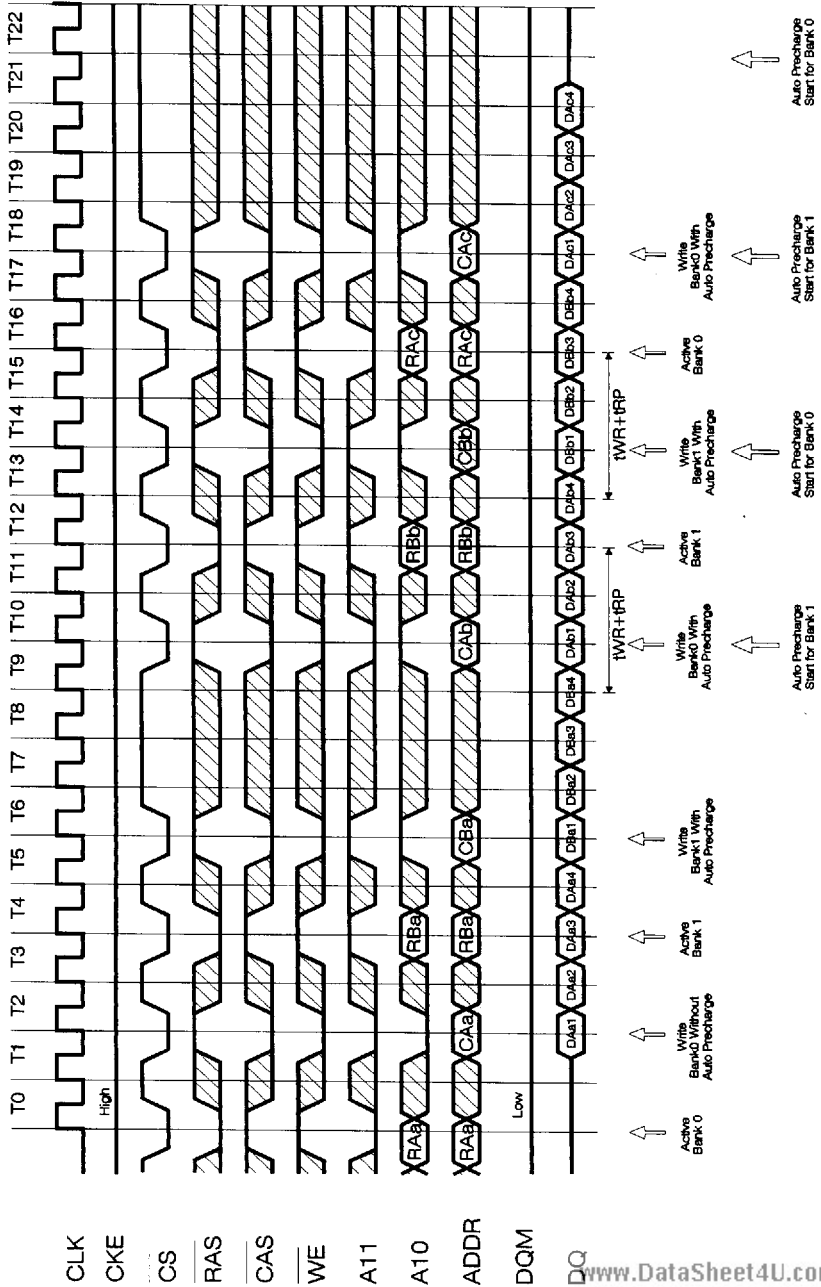 T0 T1 T2 T3 T4 T5 T6 T7 T8 T9 T10 T11 T12 T13 T14 T15 T16 T17 T18 T19 T20 T21 T22
CLK
CKE High
CS
RAS
CAS
WE
A11
A10 RAa RBa RBb RAc
ADDR RAa CAa RBa CBa CAb RBb CBb RAc CAc
DQM Low
tWR+tRP tWR+tRP
DQ DAa1 DAa2 DAa3 DAa4 DBa1 DBa2 DBa3 DBa4 DAb1 DAb2 DAb3 DAb4 DBb1 DBb2 DBb3 DBb4 DAc1 DAc2 DAc3 DAc4
Active
Bank 0
Write
Bank0 Without
Auto Precharge
Active
Bank 1
Write
Bank1 With
Auto Precharge
Write
Bank0 With
Auto Precharge
Active
Bank 1
Write
Bank1 With
Auto Precharge
Active
Bank 0
Write
Bank0 With
Auto Precharge
Auto Precharge
Start for Bank 1
Auto Precharge
Start for Bank 0
Auto Precharge
Start for Bank 1
Auto Precharge
Start for Bank 0
www.DataSheet4U.com